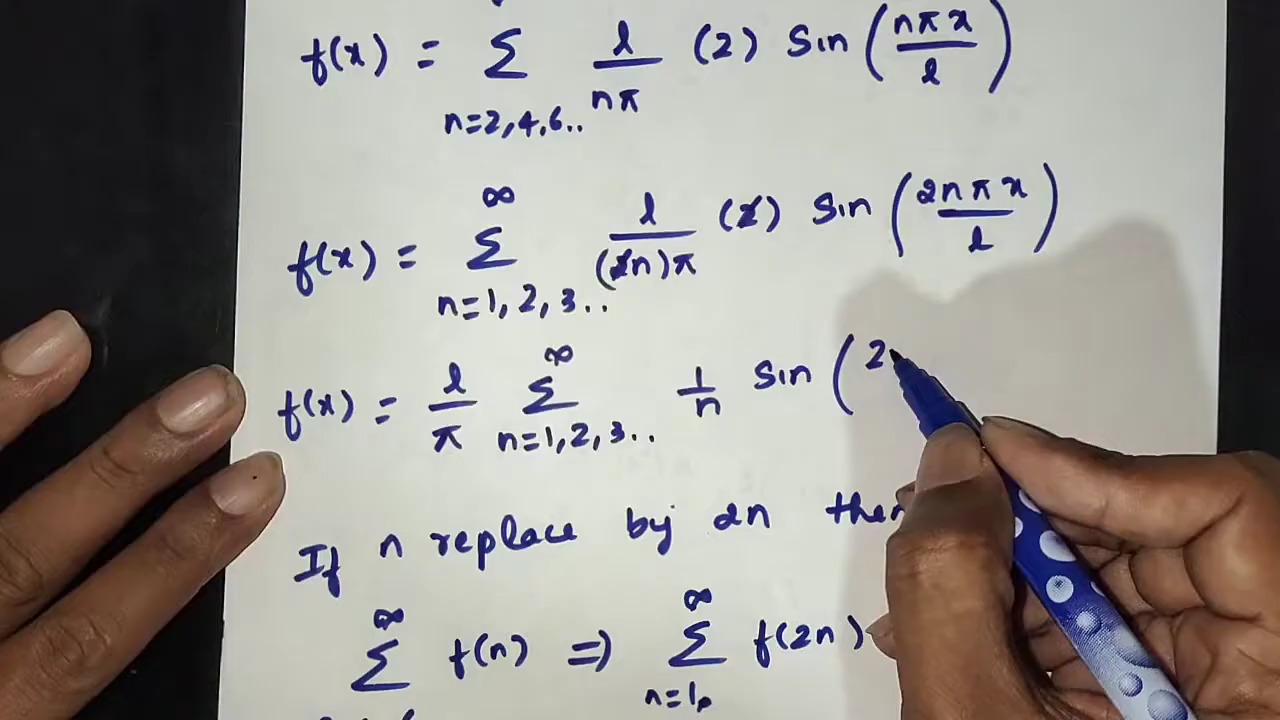 f(x) = Σ l/nπ (2) Sin (nπx/l)
n=2,4,6..
f(x) = ∞Σ l/(2n)π (2) Sin (2nπx/l)
n=1,2,3..
f(x) = l/π ∞Σ 1/n Sin (2
n=1,2,3..
If n replace by 2n then
∞Σ f(n) ⇒ ∞Σ f(2n)
n=1,